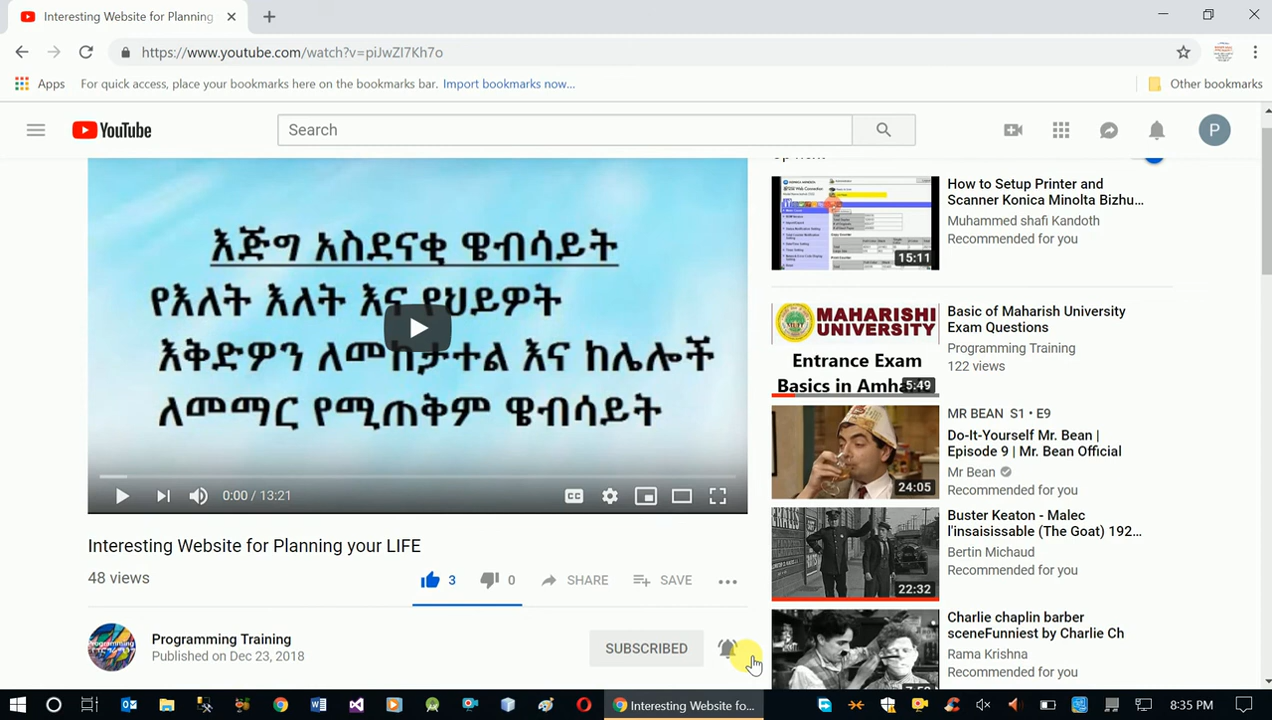 Interesting Website for Planning
https://www.youtube.com/watch?v=piJwZI7Kh7o
Apps For quick access, place your bookmarks here on the bookmarks bar. Import bookmarks now... Other bookmarks
YouTube
Search
P
እጅግ አስደናቂ ዌብሳይት
የእለት እለት እና የህይዎት
እቅድዎን ለመከታተል እና ከሌሎች
ለመማር የሚጠቅም ዌብሳይት
0:00 / 13:21
CC
Interesting Website for Planning your LIFE
48 views
3 0 SHARE SAVE
Programming Training
Published on Dec 23, 2018
SUBSCRIBED
How to Setup Printer and
Scanner Konica Minolta Bizhu...
Muhammed shafi Kandoth
Recommended for you
15:11
MAHARISHI
UNIVERSITY
Entrance Exam
Basics in Amha
5:49
Basic of Maharish University
Exam Questions
Programming Training
122 views
MR BEAN S1 • E9
Do-It-Yourself Mr. Bean |
Episode 9 | Mr. Bean Official
Mr Bean
Recommended for you
24:05
Buster Keaton - Malec
l'insaisissable (The Goat) 192...
Bertin Michaud
Recommended for you
22:32
Charlie chaplin barber
sceneFunniest by Charlie Ch
Rama Krishna
Recommended for you
Interesting Website fo...
8:35 PM